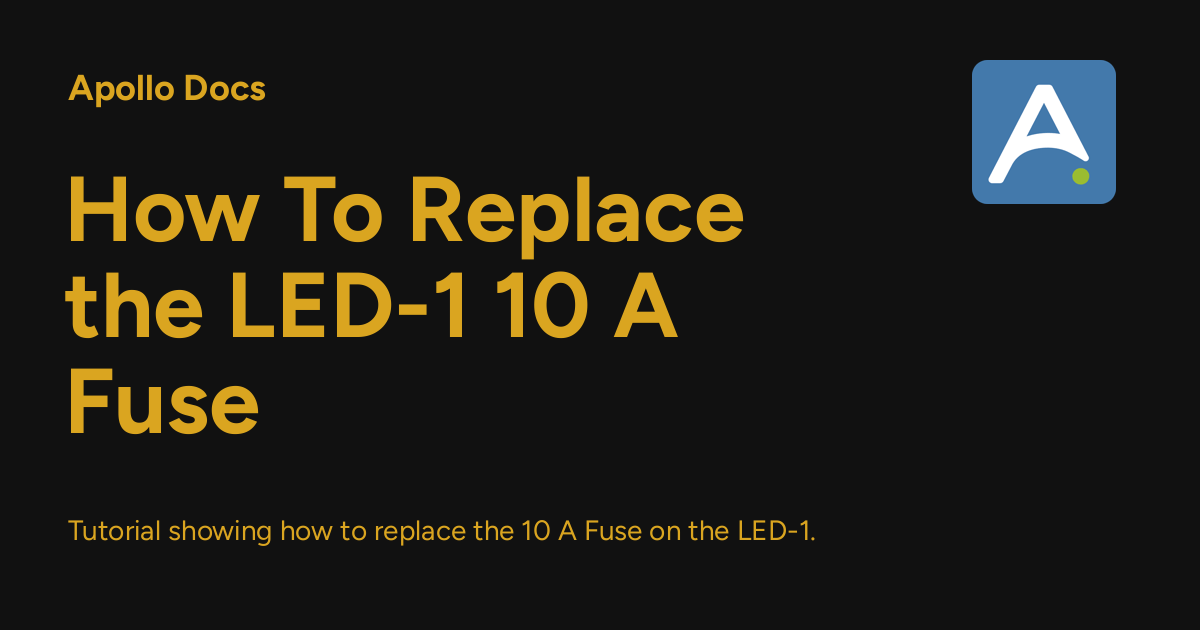 Apollo Docs
How To Replace
the LED-1 10 A
Fuse
Tutorial showing how to replace the 10 A Fuse on the LED-1.